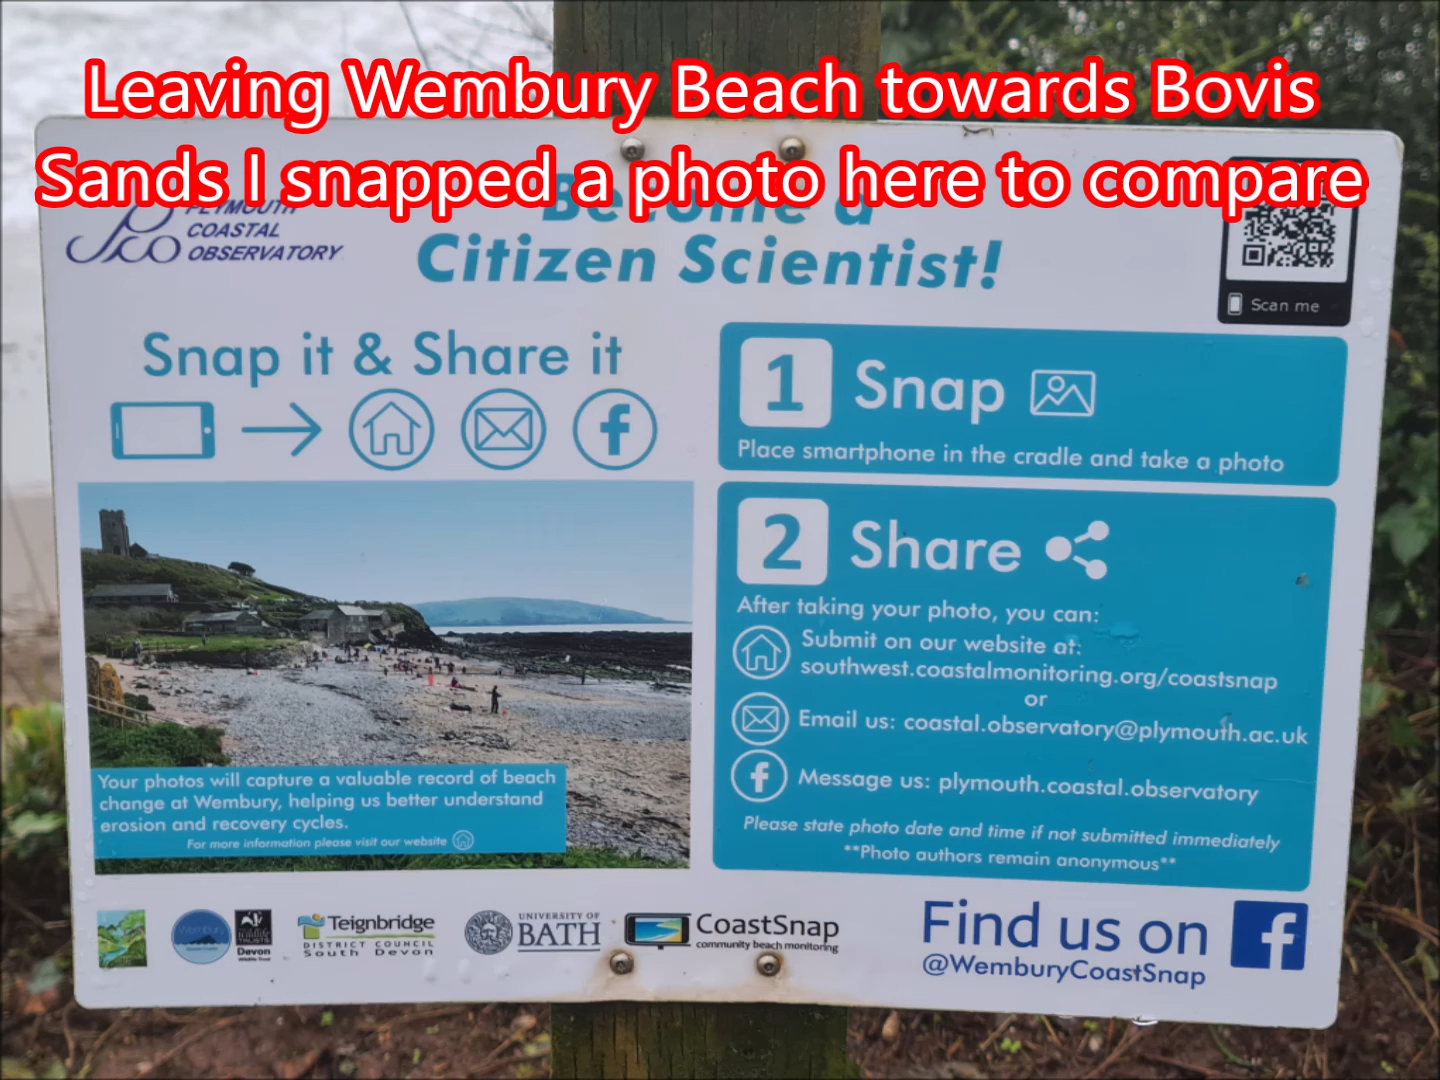 Leaving Wembury Beach towards Bovis
Sands I snapped a photo here to compare
PLYMOUTH
COASTAL
OBSERVATORY
Become a
Citizen Scientist!
Scan me
Snap it & Share it
1 Snap
Place smartphone in the cradle and take a photo
2 Share
After taking your photo, you can:
Submit on our website at:
southwest.coastalmonitoring.org/coastsnap
or
Email us: coastal.observatory@plymouth.ac.uk
Message us: plymouth.coastal.observatory
Please state photo date and time if not submitted immediately
**Photo authors remain anonymous**
Your photos will capture a valuable record of beach
change at Wembury, helping us better understand
erosion and recovery cycles.
For more information please visit our website
Wembury
Devon
Teignbridge
DISTRICT COUNCIL
South Devon
UNIVERSITY OF
BATH
CoastSnap
community beach monitoring
Find us on
@WemburyCoastSnap